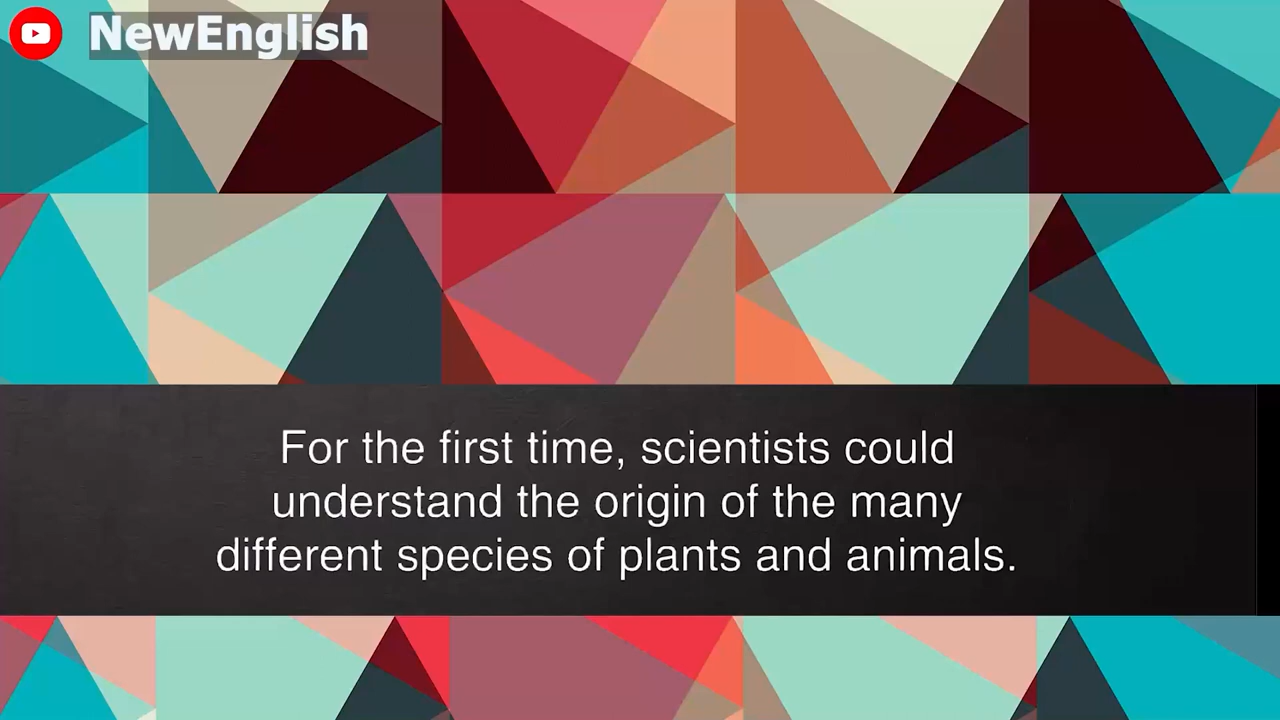 NewEnglish
For the first time, scientists could
understand the origin of the many
different species of plants and animals.